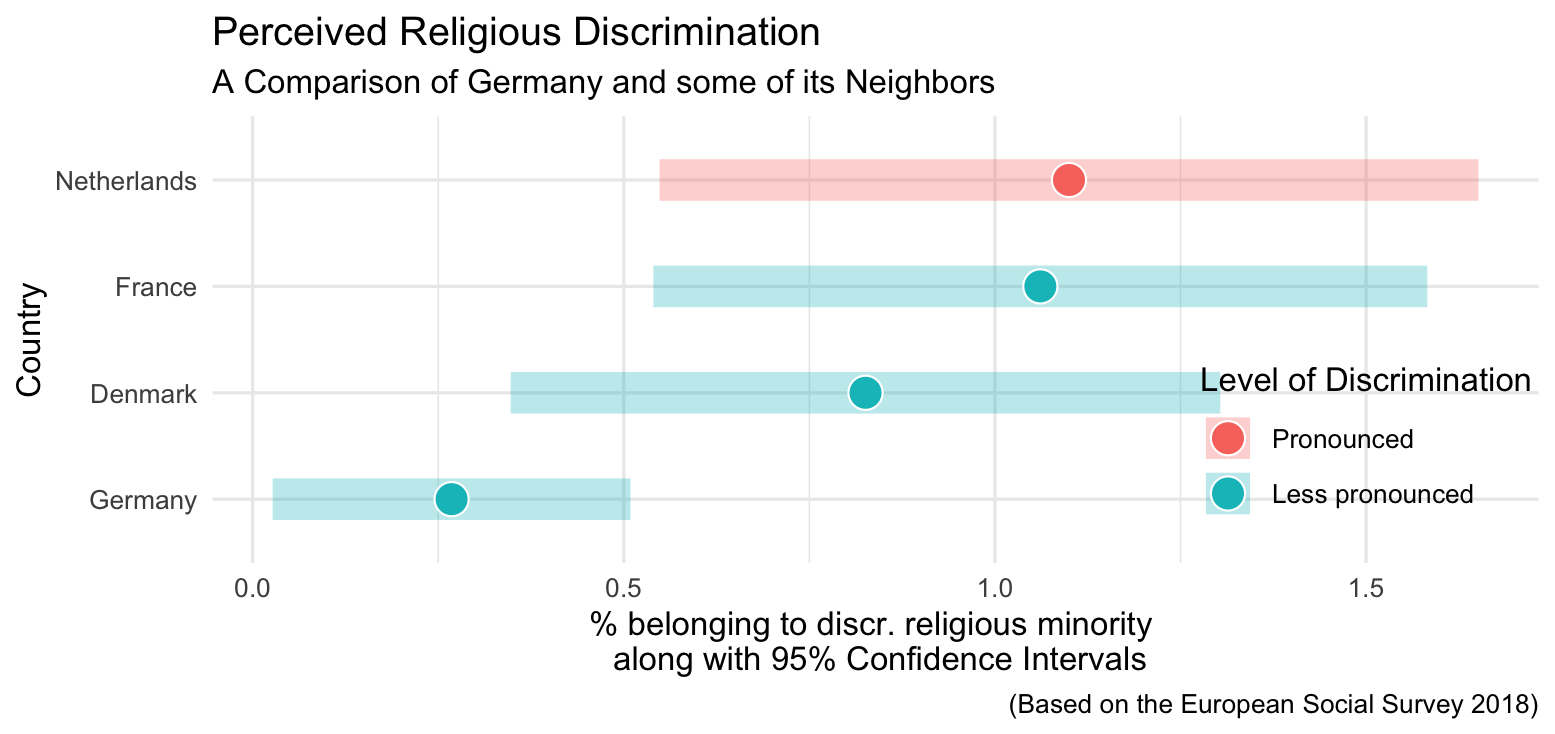 Perceived Religious Discrimination
A Comparison of Germany and some of its Neighbors
Country
Netherlands
France
Denmark
Germany
Level of Discrimination
Pronounced
Less pronounced
0.0
0.5
1.0
1.5
% belonging to discr. religious minority
along with 95% Confidence Intervals
(Based on the European Social Survey 2018)